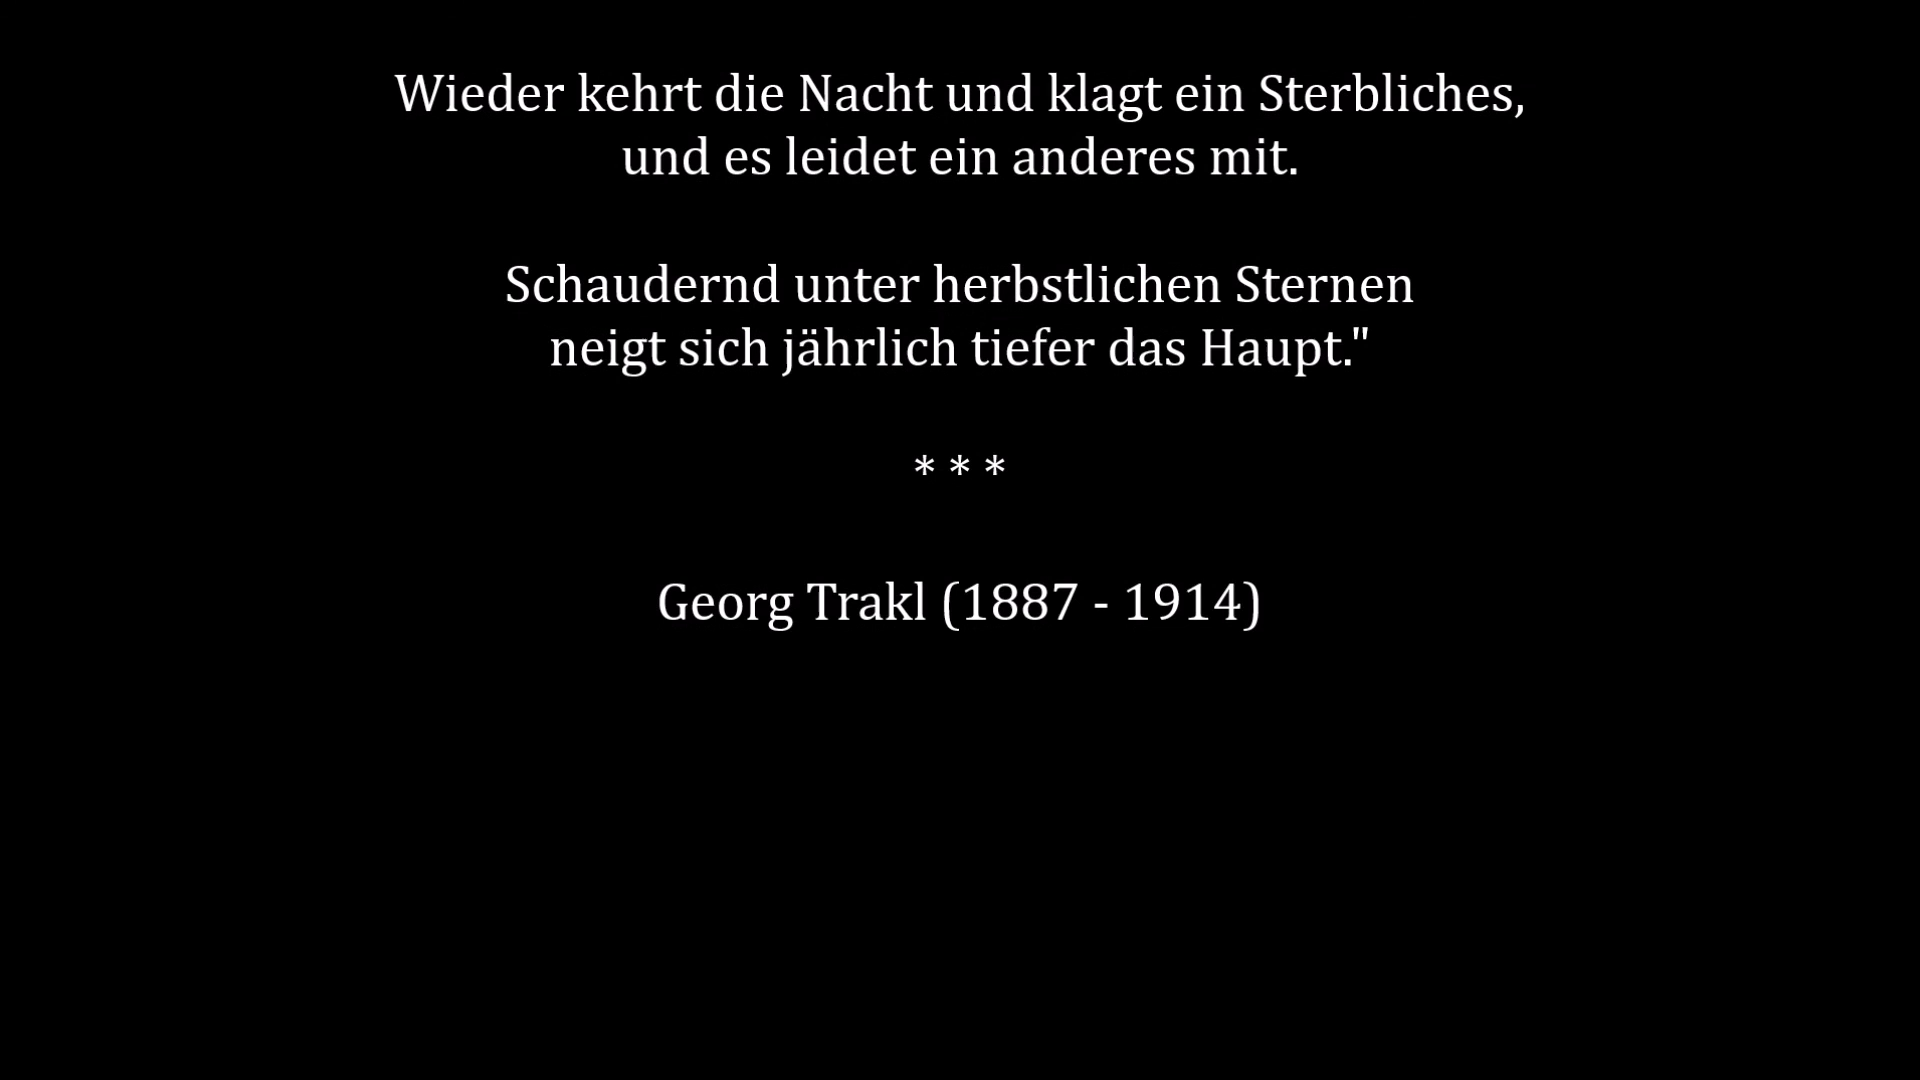 Wieder kehrt die Nacht und klagt ein Sterbliches,
und es leidet ein anderes mit.
Schaudernd unter herbstlichen Sternen
neigt sich jährlich tiefer das Haupt."
* * *
Georg Trakl (1887 - 1914)